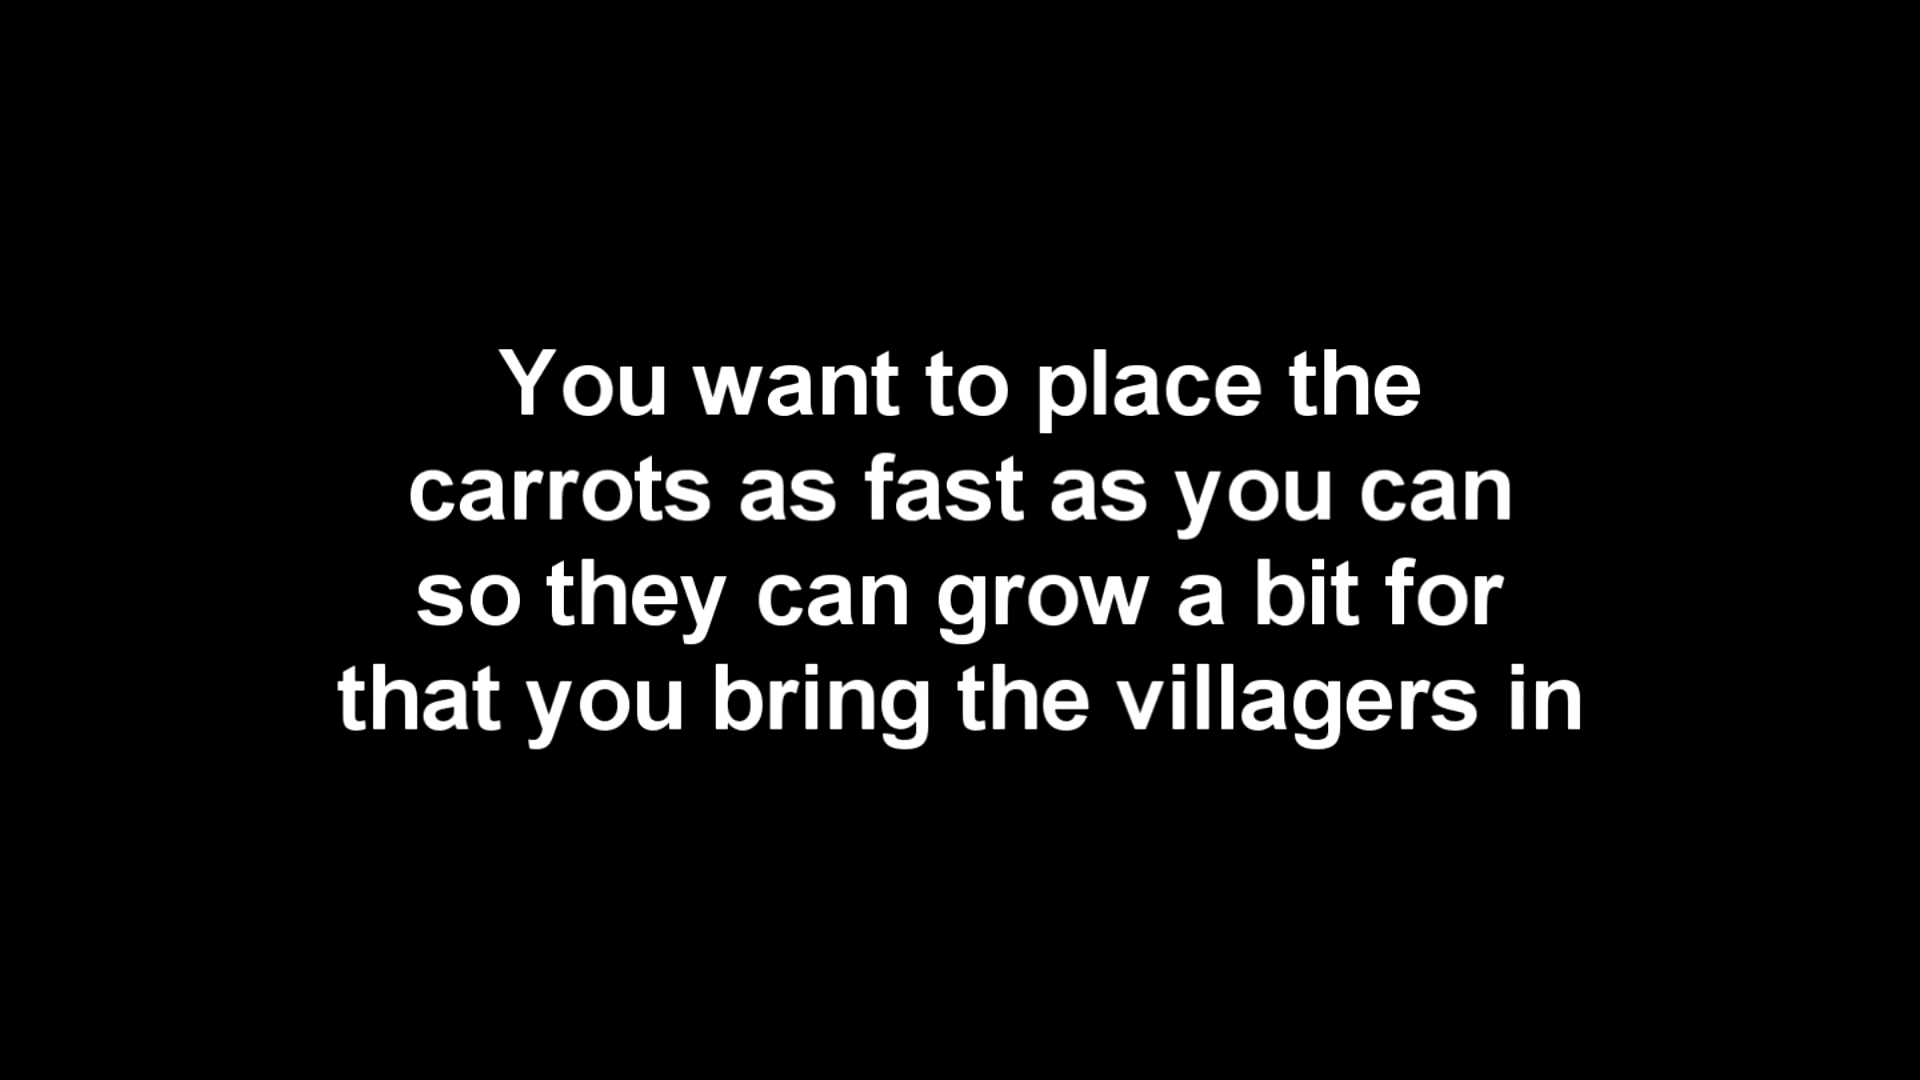 You want to place the
carrots as fast as you can
so they can grow a bit for
that you bring the villagers in